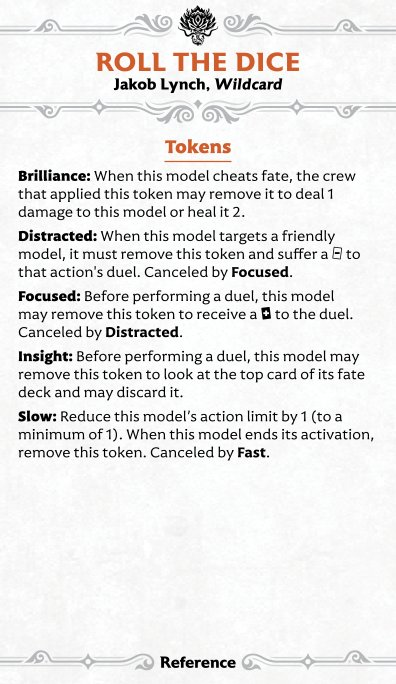 ROLL THE DICE
Jakob Lynch, Wildcard
Tokens
Brilliance: When this model cheats fate, the crew
that applied this token may remove it to deal 1
damage to this model or heal it 2.
Distracted: When this model targets a friendly
model, it must remove this token and suffer a to
that action's duel. Canceled by Focused.
Focused: Before performing a duel, this model
may remove this token to receive a to the duel.
Canceled by Distracted.
Insight: Before performing a duel, this model may
remove this token to look at the top card of its fate
deck and may discard it.
Slow: Reduce this model’s action limit by 1 (to a
minimum of 1). When this model ends its activation,
remove this token. Canceled by Fast.
Reference